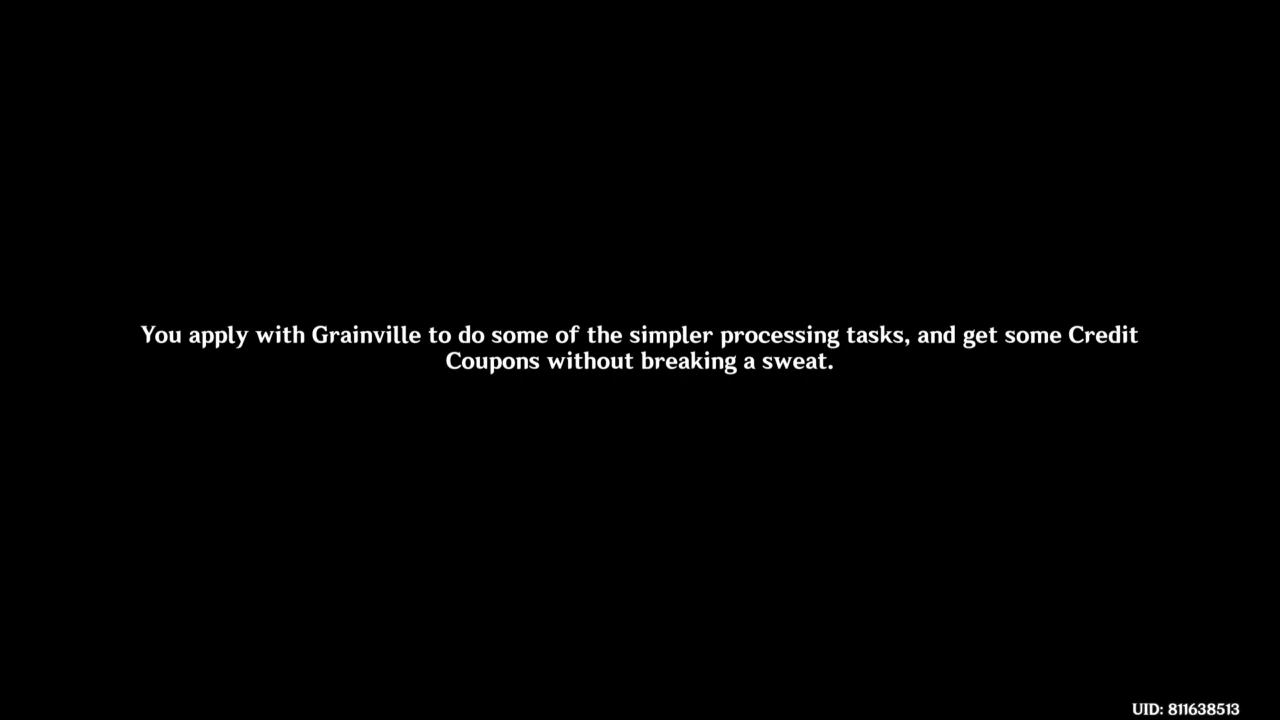 You apply with Grainville to do some of the simpler processing tasks, and get some Credit
Coupons without breaking a sweat.
UID: 811638513